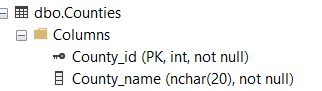 dbo.Counties
Columns
County_id (PK, int, not null)
County_name (nchar(20), not null)